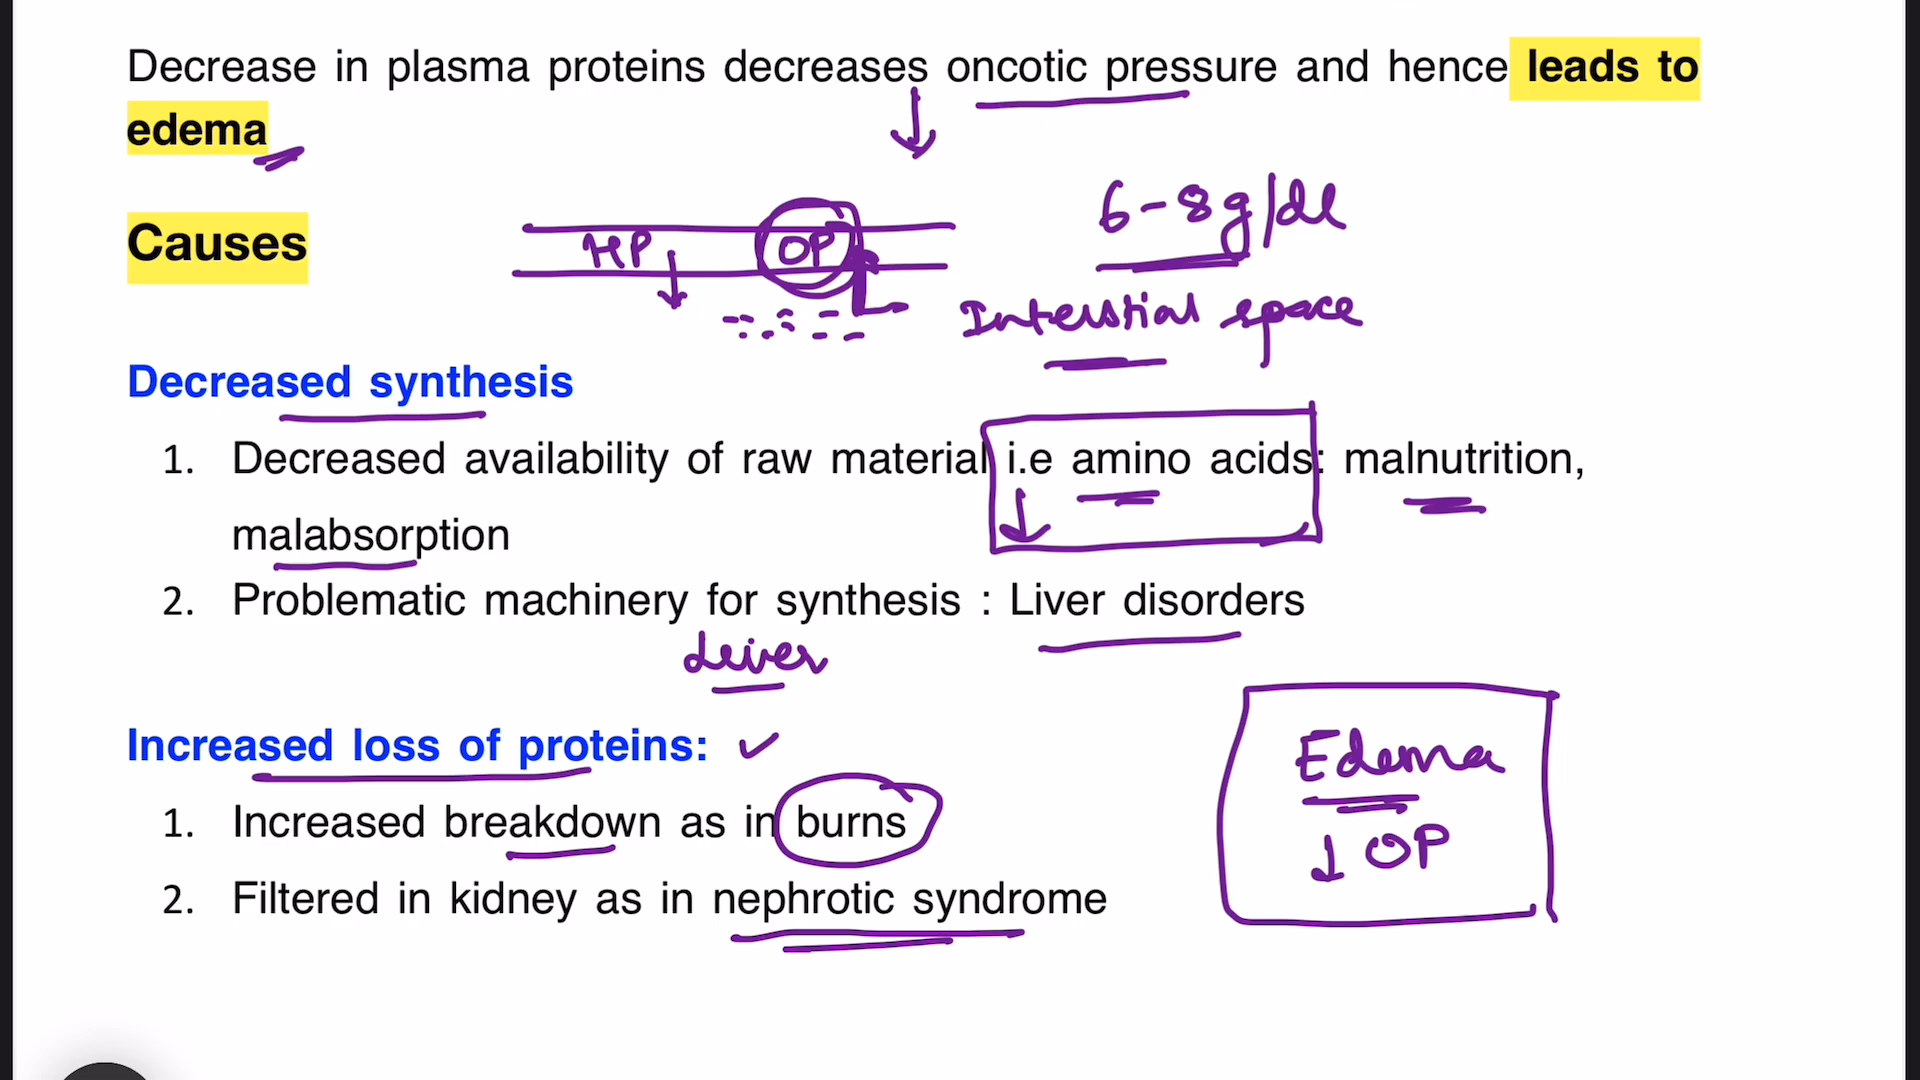 Decrease in plasma proteins decreases oncotic pressure and hence leads to
edema
6-8g/dl
Causes
HP OP
Interstial space
Decreased synthesis
1. Decreased availability of raw material i.e amino acids: malnutrition,
malabsorption
2. Problematic machinery for synthesis : Liver disorders
Liver
Increased loss of proteins:
Edema
1. Increased breakdown as in burns
↓ OP
2. Filtered in kidney as in nephrotic syndrome